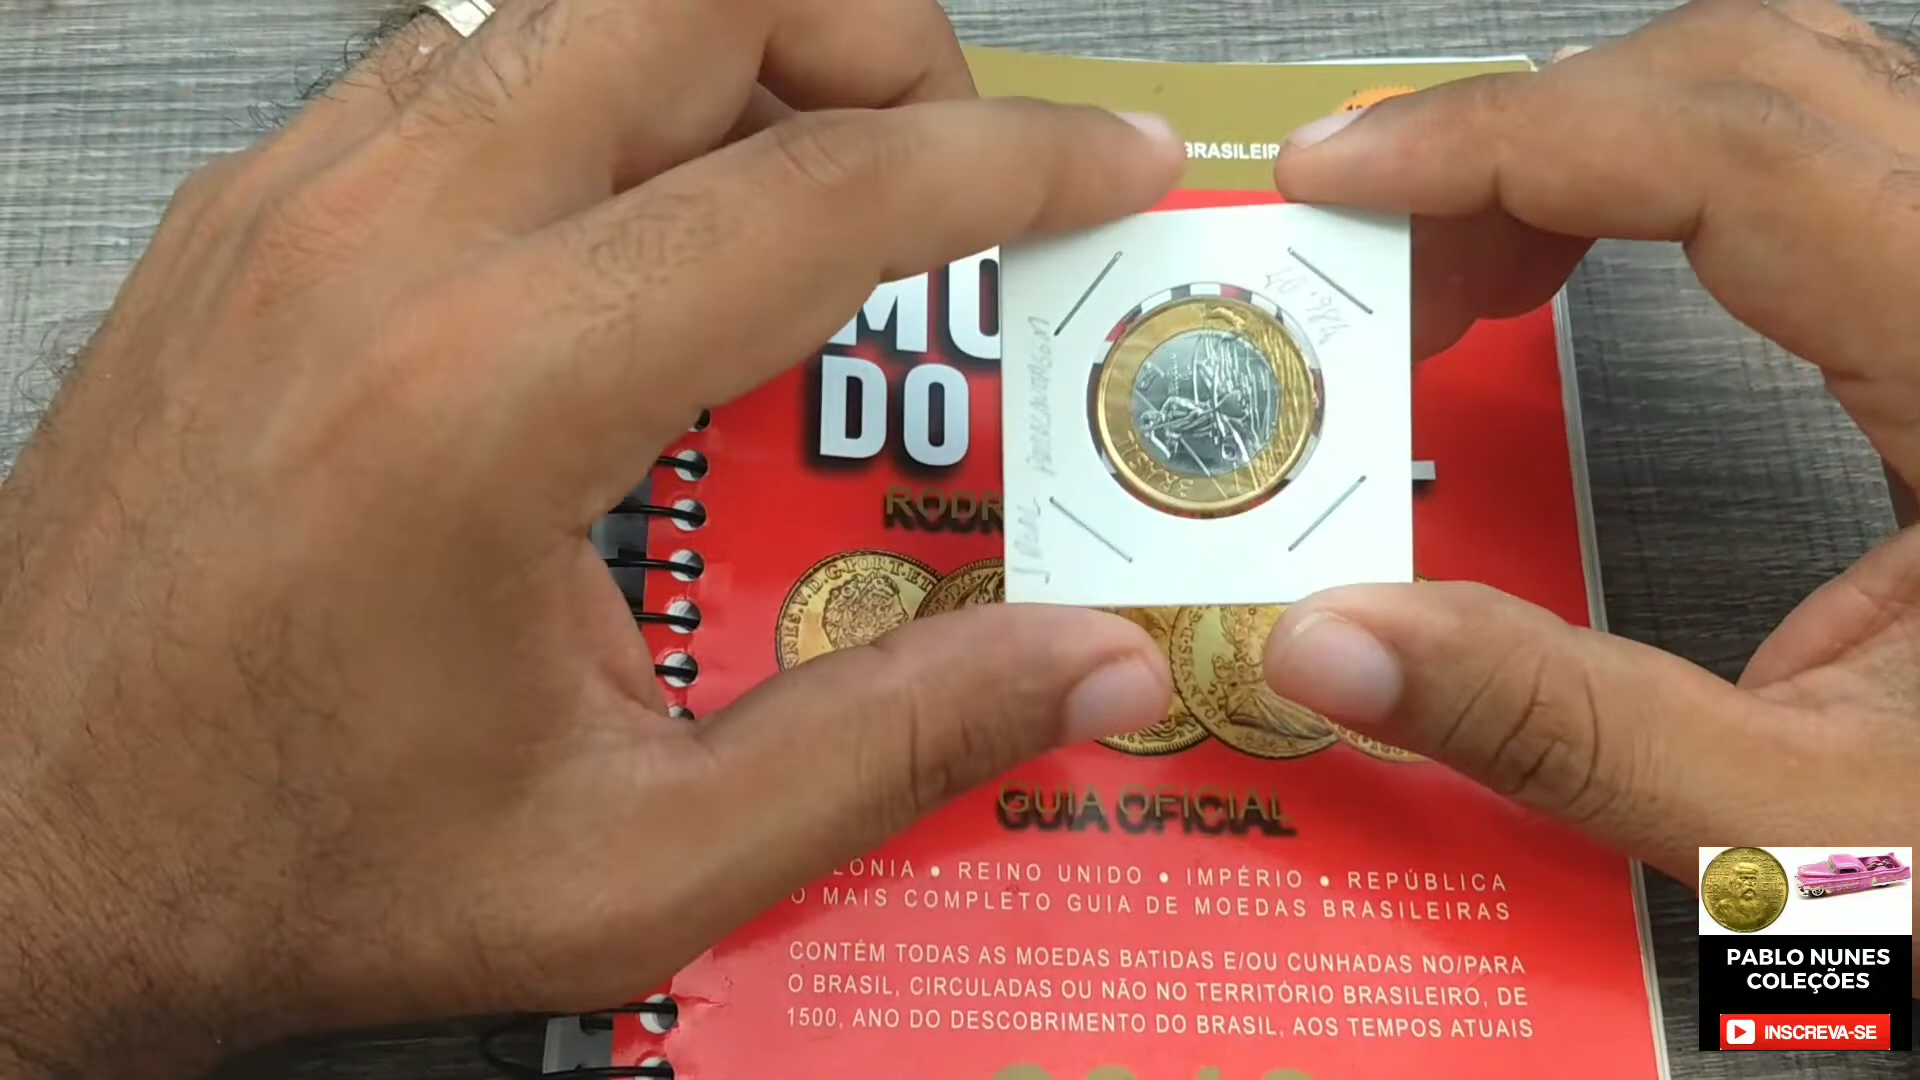 BRASILEIR
MO
DO
RODR
BRASIL
GUIA OFICIAL
LÔNIA • REINO UNIDO • IMPÉRIO • REPÚBLICA
O MAIS COMPLETO GUIA DE MOEDAS BRASILEIRAS
CONTÉM TODAS AS MOEDAS BATIDAS E/OU CUNHADAS NO/PARA
O BRASIL, CIRCULADAS OU NÃO NO TERRITÓRIO BRASILEIRO, DE
1500, ANO DO DESCOBRIMENTO DO BRASIL, AOS TEMPOS ATUAIS
PABLO NUNES
COLEÇÕES
INSCREVA-SE